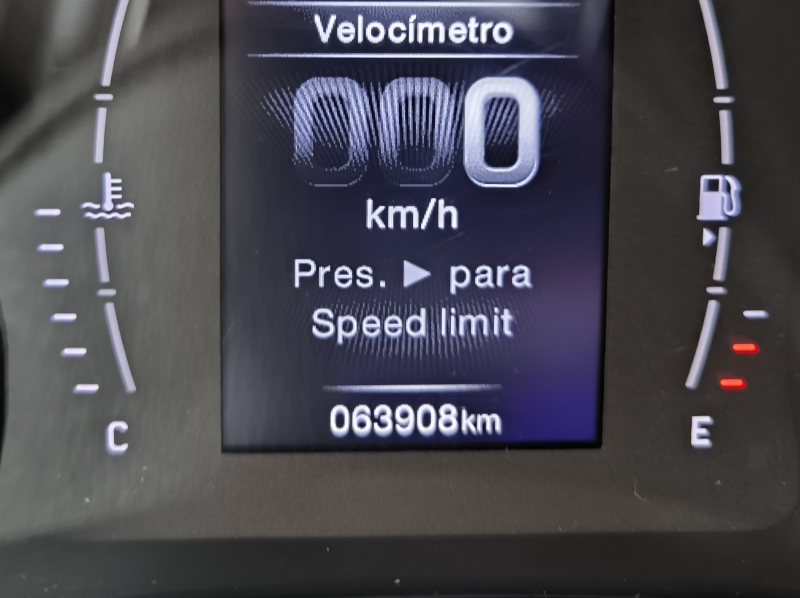 Velocímetro
000
km/h
Pres. ▶ para
Speed limit
063908km
C
E